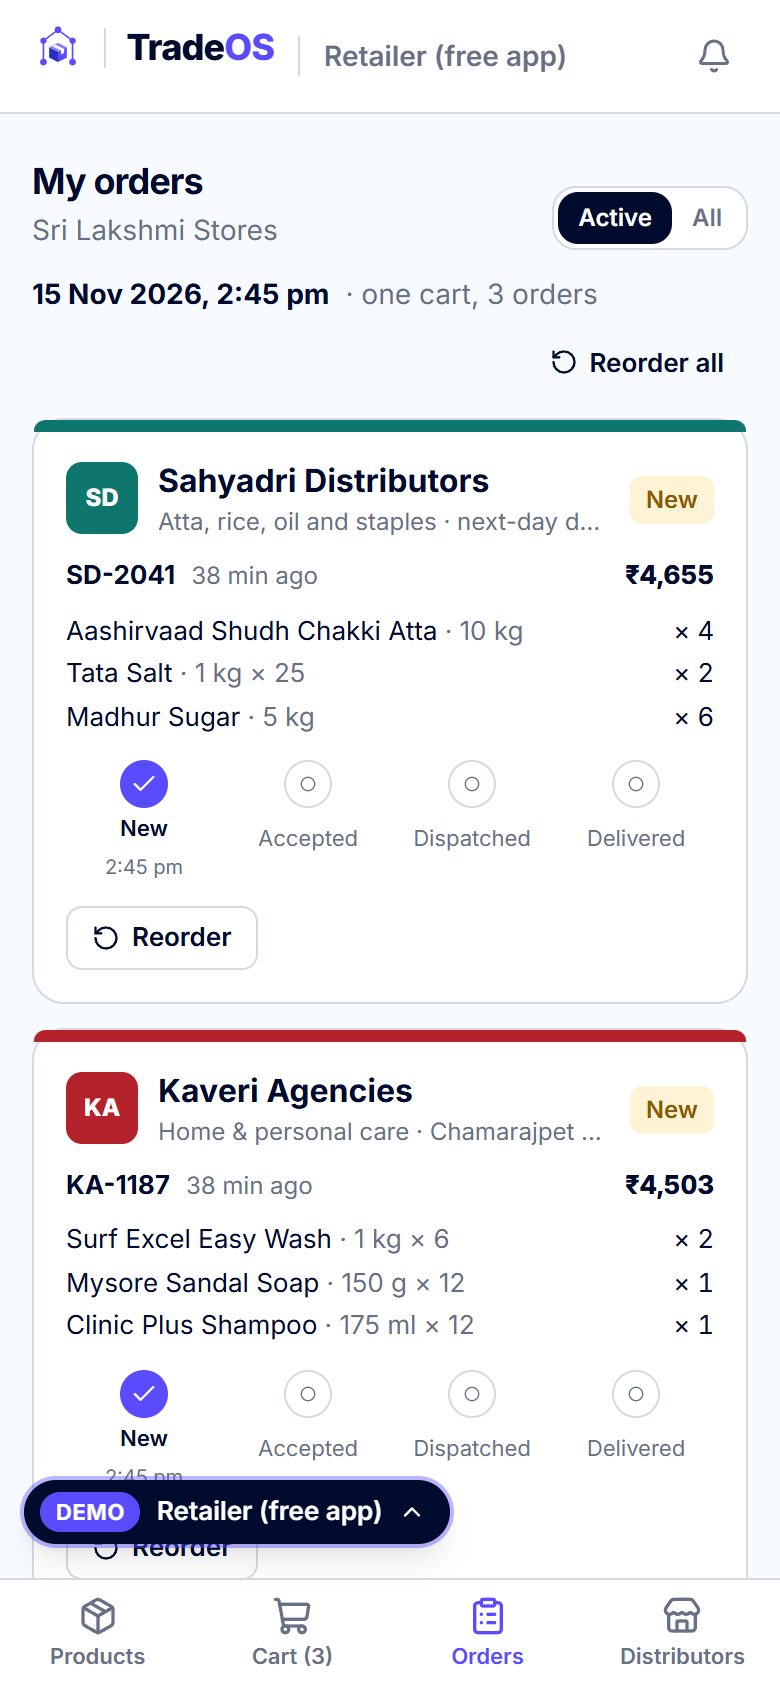 TradeOS
Retailer (free app)
My orders
Sri Lakshmi Stores
Active
All
15 Nov 2026, 2:45 pm · one cart, 3 orders
Reorder all
SD
Sahyadri Distributors
Atta, rice, oil and staples · next-day d...
New
SD-2041 38 min ago ₹4,655
Aashirvaad Shudh Chakki Atta · 10 kg × 4
Tata Salt · 1 kg × 25 × 2
Madhur Sugar · 5 kg × 6
New Accepted Dispatched Delivered
2:45 pm
Reorder
KA
Kaveri Agencies
Home & personal care · Chamarajpet ...
New
KA-1187 38 min ago ₹4,503
Surf Excel Easy Wash · 1 kg × 6 × 2
Mysore Sandal Soap · 150 g × 12 × 1
Clinic Plus Shampoo · 175 ml × 12 × 1
New Accepted Dispatched Delivered
2:45 pm
DEMO Retailer (free app)
Reorder
Products Cart (3) Orders Distributors